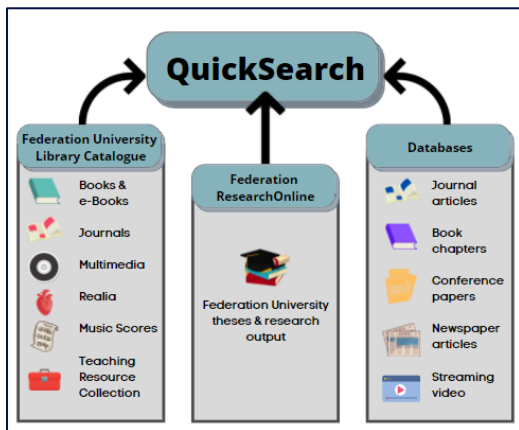 QuickSearch
Federation University
Library Catalogue
Books &
e-Books
Journals
Multimedia
Realia
Music Scores
Teaching
Resource
Collection
Federation
ResearchOnline
Federation University
theses & research
output
Databases
Journal
articles
Book
chapters
Conference
papers
Newspaper
articles
Streaming
video